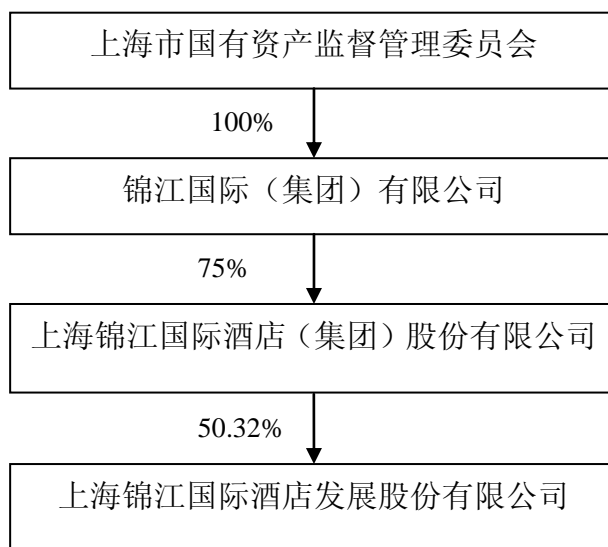 上海市国有资产监督管理委员会
100%
锦江国际（集团）有限公司
75%
上海锦江国际酒店（集团）股份有限公司
50.32%
上海锦江国际酒店发展股份有限公司